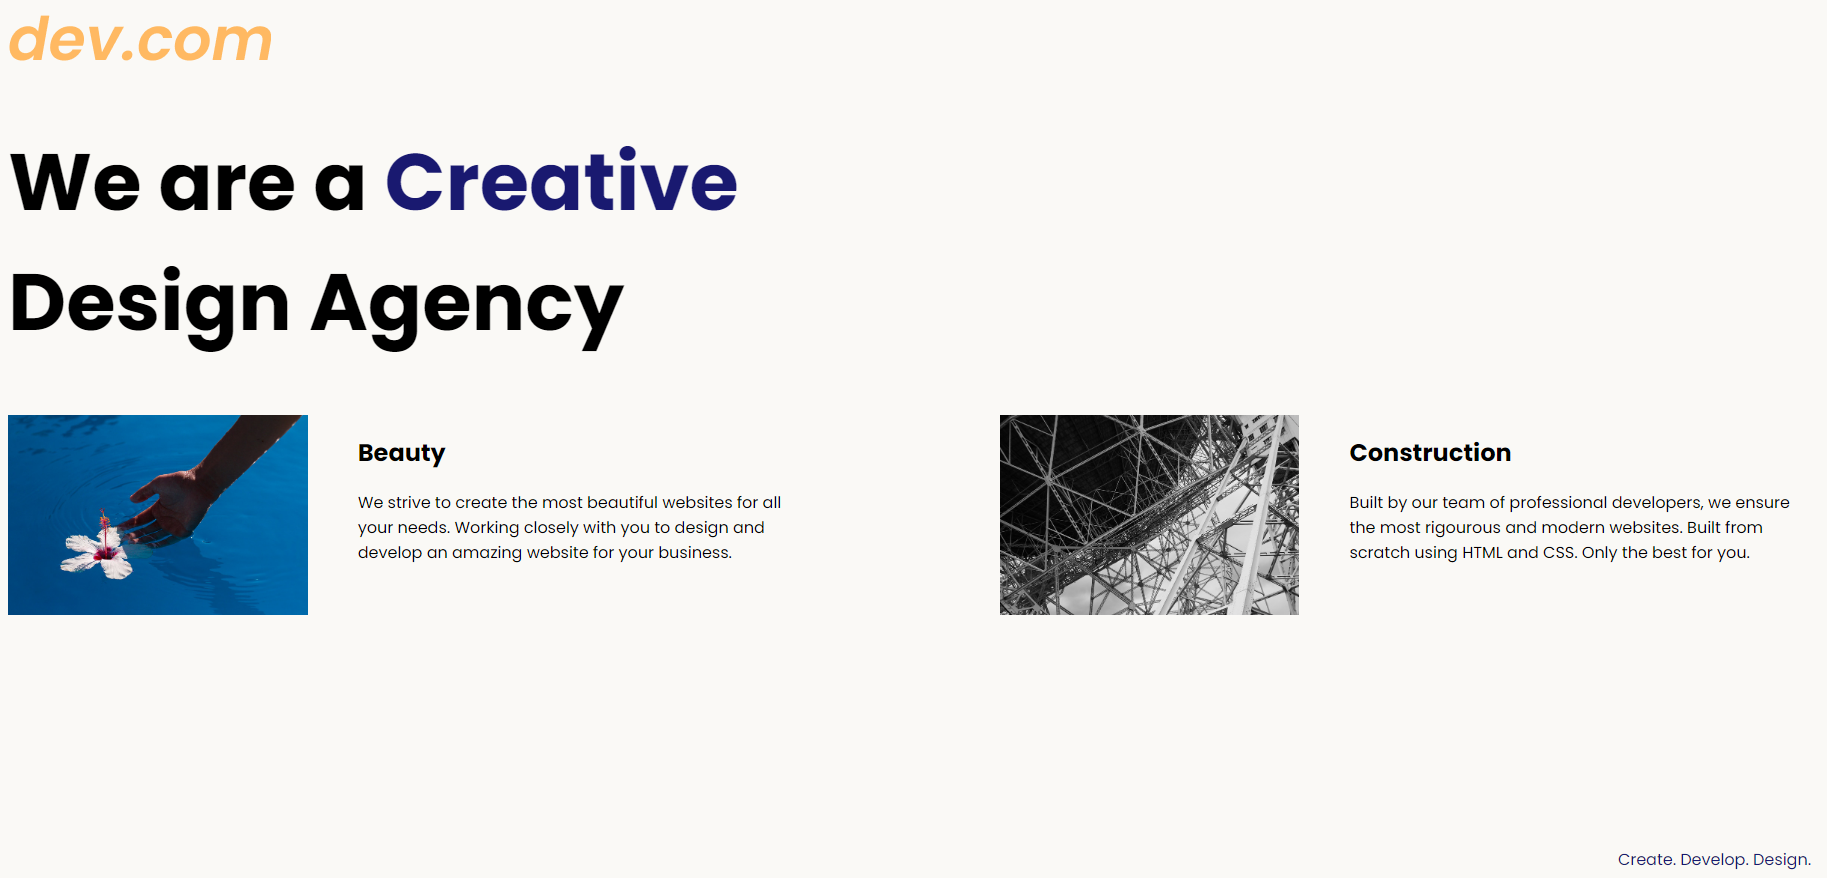 dev.com
We are a Creative
Design Agency
Beauty
We strive to create the most beautiful websites for all
your needs. Working closely with you to design and
develop an amazing website for your business.
Construction
Built by our team of professional developers, we ensure
the most rigourous and modern websites. Built from
scratch using HTML and CSS. Only the best for you.
Create. Develop. Design.